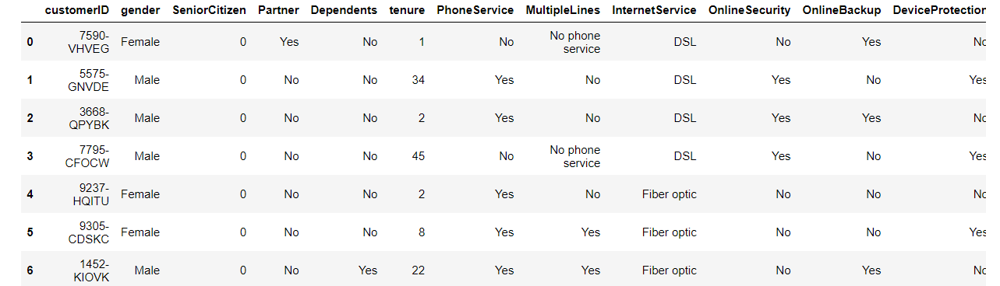 customerID gender SeniorCitizen Partner Dependents tenure PhoneService MultipleLines InternetService OnlineSecurity OnlineBackup DeviceProtection
0 7590-VHVEG Female 0 Yes No 1 No No phone service DSL No Yes No
1 5575-GNVDE Male 0 No No 34 Yes No DSL Yes No Yes
2 3668-QPYBK Male 0 No No 2 Yes No DSL Yes Yes No
3 7795-CFOCW Male 0 No No 45 No No phone service DSL Yes No Yes
4 9237-HQITU Female 0 No No 2 Yes No Fiber optic No No No
5 9305-CDSKC Female 0 No No 8 Yes Yes Fiber optic No No Yes
6 1452-KIOVK Male 0 No Yes 22 Yes Yes Fiber optic No Yes No